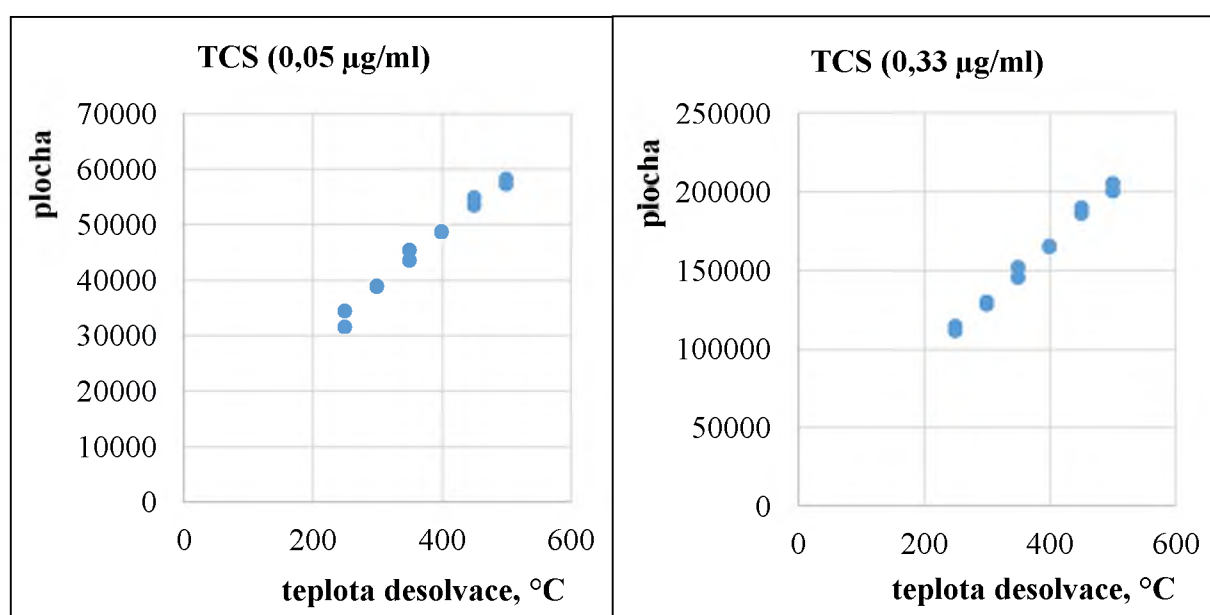 TCS (0,05 µg/ml)
plocha
70000
60000
50000
40000
30000
20000
10000
0
0 200 400 600
teplota desolvace, °C
TCS (0,33 µg/ml)
plocha
250000
200000
150000
100000
50000
0
0 200 400 600
teplota desolvace, °C